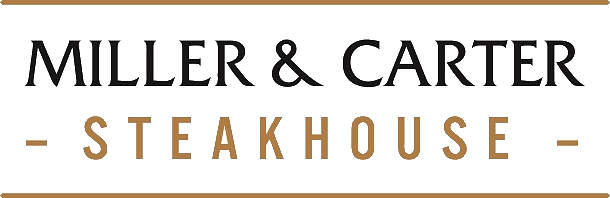 MILLER & CARTER
– STEAKHOUSE –